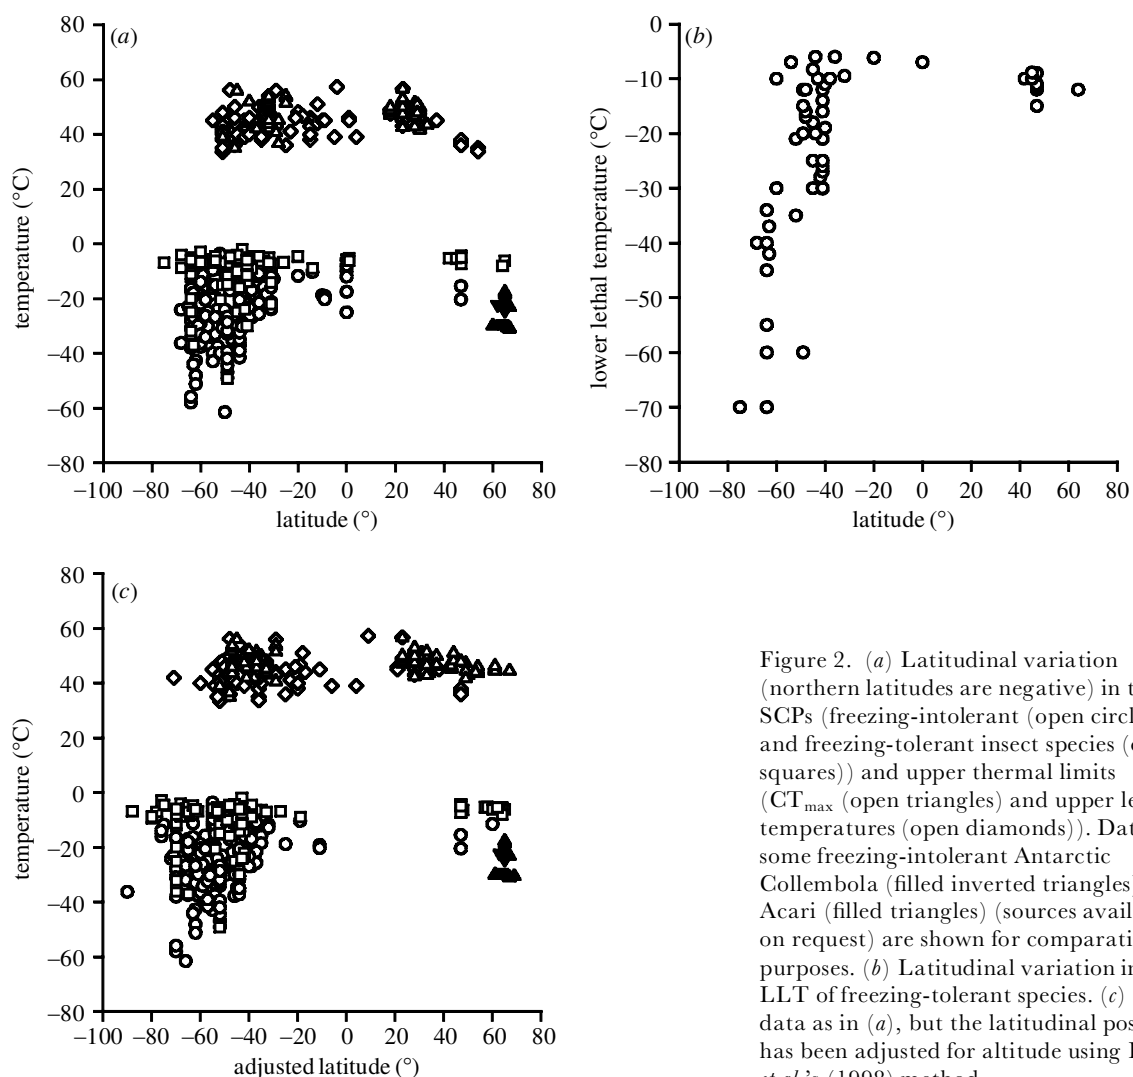 (a)
80
60
40
20
0
−20
−40
−60
−80
temperature (°C)
−100 −80 −60 −40 −20 0 20 40 60 80
latitude (°)
(b)
0
−10
−20
−30
−40
−50
−60
−70
−80
lower lethal temperature (°C)
−100 −80 −60 −40 −20 0 20 40 60 80
latitude (°)
(c)
80
60
40
20
0
−20
−40
−60
−80
temperature (°C)
−100 −80 −60 −40 −20 0 20 40 60 80
adjusted latitude (°)
Figure 2. (a) Latitudinal variation
(northern latitudes are negative) in
SCPs (freezing-intolerant (open
and freezing-tolerant insect species
squares)) and upper thermal limits
(CTmax (open triangles) and upper
temperatures (open diamonds)).
some freezing-intolerant Antarctic
Collembola (filled inverted triangles)
Acari (filled triangles) (sources
on request) are shown for
purposes. (b) Latitudinal variation in
LLT of freezing-tolerant species. (c)
data as in (a), but the latitudinal
has been adjusted for altitude using
(1998) method